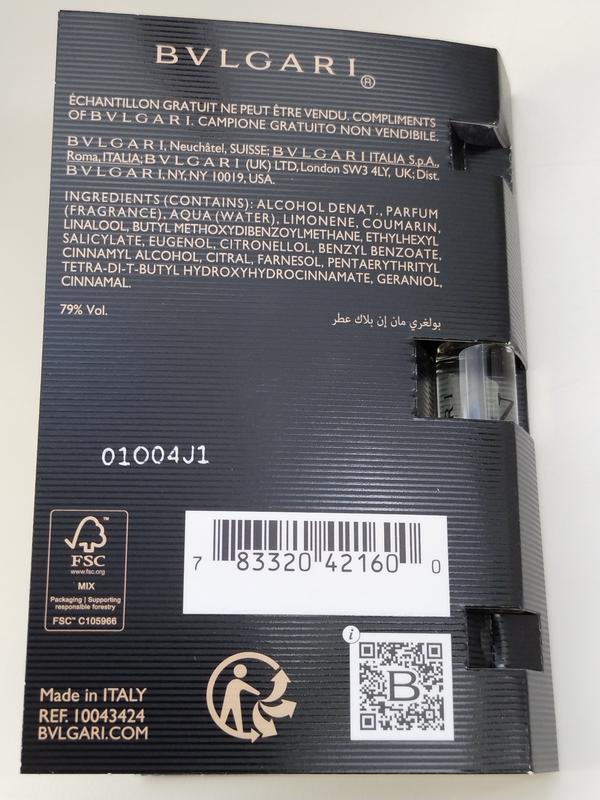 BVLGARI®
ÉCHANTILLON GRATUIT NE PEUT ÊTRE VENDU. COMPLIMENTS
OF BVLGARI. CAMPIONE GRATUITO NON VENDIBILE.
BVLGARI, Neuchâtel, SUISSE; BVLGARI ITALIA S.p.A.,
Roma, ITALIA; BVLGARI (UK) LTD, London SW3 4LY, UK; Dist.
BVLGARI, NY, NY 10019, USA.
INGREDIENTS (CONTAINS): ALCOHOL DENAT., PARFUM
(FRAGRANCE), AQUA (WATER), LIMONENE, COUMARIN,
LINALOOL, BUTYL METHOXYDIBENZOYLMETHANE, ETHYLHEXYL
SALICYLATE, EUGENOL, CITRONELLOL, BENZYL BENZOATE,
CINNAMYL ALCOHOL, CITRAL, FARNESOL, PENTAERYTHRITYL
TETRA-DI-T-BUTYL HYDROXYHYDROCINNAMATE, GERANIOL,
CINNAMAL.
79% Vol.
بولغري مان إن بلاك عطر
01004J1
FSC™
www.fsc.org
MIX
Packaging | Supporting
responsible forestry
FSC™ C105966
7 83320 42160 0
i
B
Made in ITALY
REF. 10043424
BVLGARI.COM